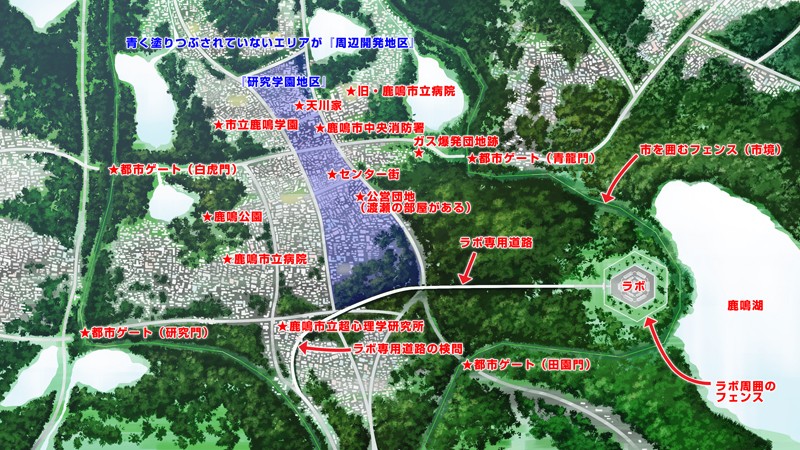 青く塗りつぶされていないエリアが『周辺開発地区』
『研究学園地区』
★旧・鹿鳴市立病院
★天川家
★市立鹿鳴学園
★鹿鳴市中央消防署
ガス爆発団地跡
★
★都市ゲート（青龍門）
市を囲むフェンス（市境）
★都市ゲート（白虎門）
★センター街
★公営団地
（渡瀬の部屋がある）
★鹿鳴公園
ラボ専用道路
★鹿鳴市立病院
ラボ
鹿鳴湖
★都市ゲート（研究門）
★鹿鳴市立超心理学研究所
ラボ専用道路の検問
★都市ゲート（田園門）
ラボ周囲の
フェンス